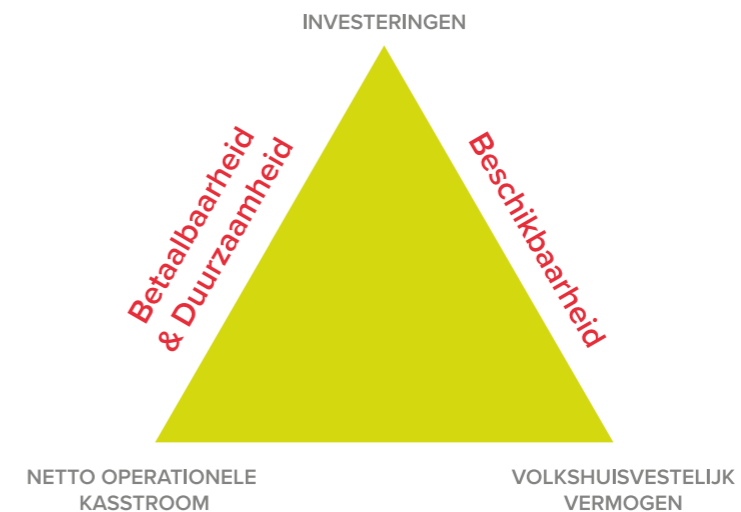 INVESTERINGEN
Betaalbaarheid
& Duurzaamheid
Beschikbaarheid
NETTO OPERATIONELE
KASSTROOM
VOLKSHUISVESTELIJK
VERMOGEN